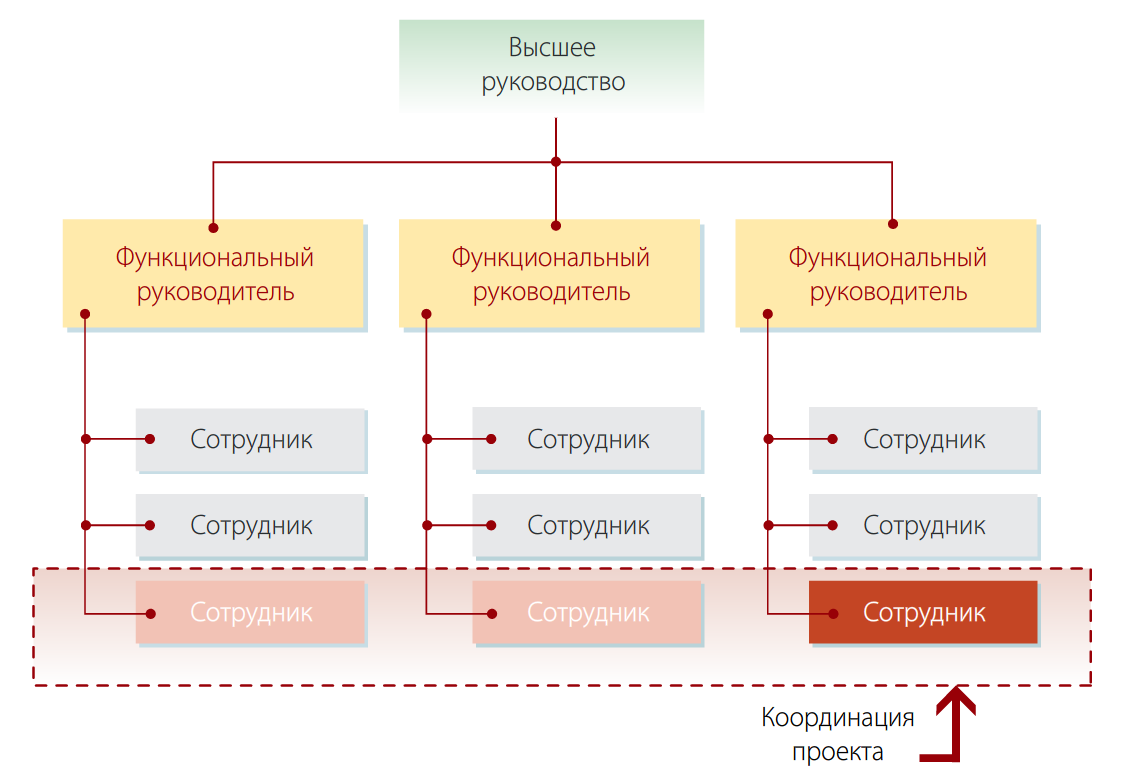 Высшее
руководство
Функциональный
руководитель
Функциональный
руководитель
Функциональный
руководитель
Сотрудник
Сотрудник
Сотрудник
Сотрудник
Сотрудник
Сотрудник
Сотрудник
Сотрудник
Сотрудник
Координация
проекта